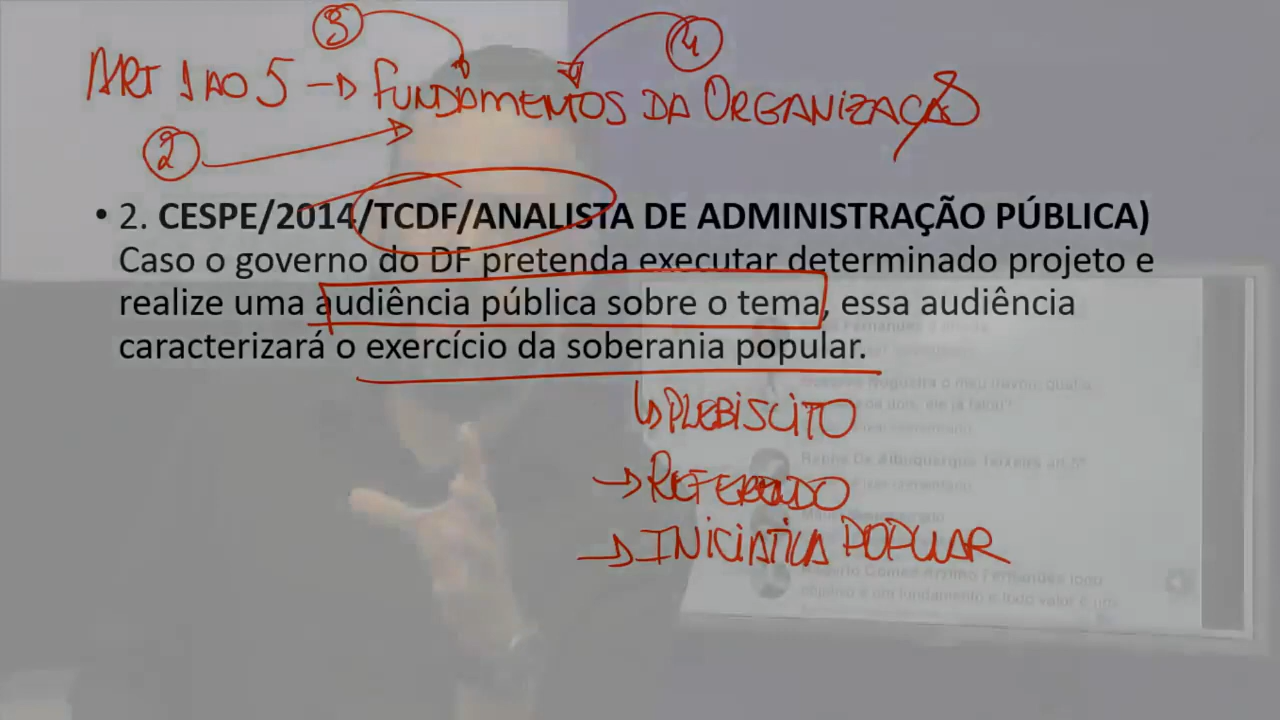 3
4
ART 1 AO 5 → FUNDAMENTOS DA ORGANIZAÇÃO
2
• 2. CESPE/2014/TCDF/ANALISTA DE ADMINISTRAÇÃO PÚBLICA)
Caso o governo do DF pretenda executar determinado projeto e
realize uma audiência pública sobre o tema, essa audiência
caracterizará o exercício da soberania popular.
↳ PLEBISCITO
→ REFERENDO
→ INICIATIVA POPULAR